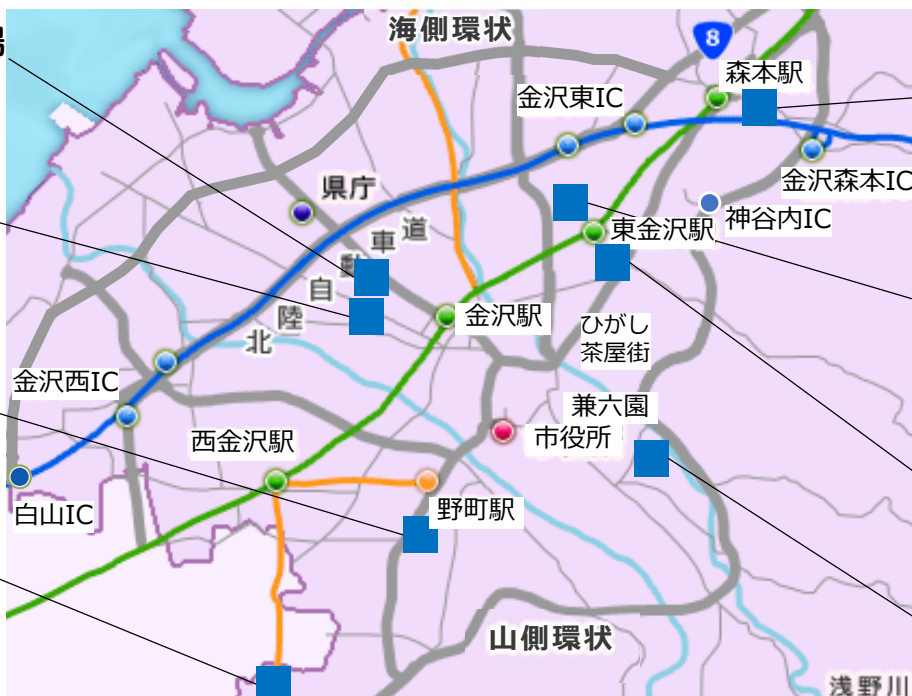 場
海側環状
8
森本駅
金沢東IC
金沢森本IC
県庁
神谷内IC
東金沢駅
北陸自動車道
金沢駅
ひがし
茶屋街
金沢西IC
兼六園
市役所
西金沢駅
白山IC
野町駅
山側環状
浅野川